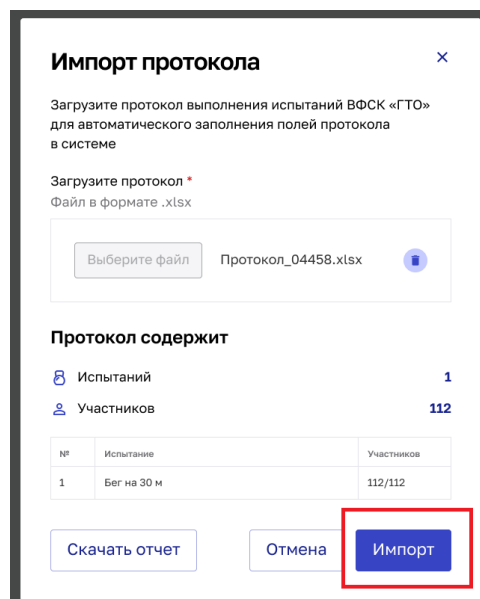 Импорт протокола
Загрузите протокол выполнения испытаний ВФСК «ГТО»
для автоматического заполнения полей протокола
в системе
Загрузите протокол *
Файл в формате .xlsx
Выберите файл Протокол_04458.xlsx
Протокол содержит
Испытаний 1
Участников 112
№ Испытание Участников
1 Бег на 30 м 112/112
Скачать отчет Отмена Импорт